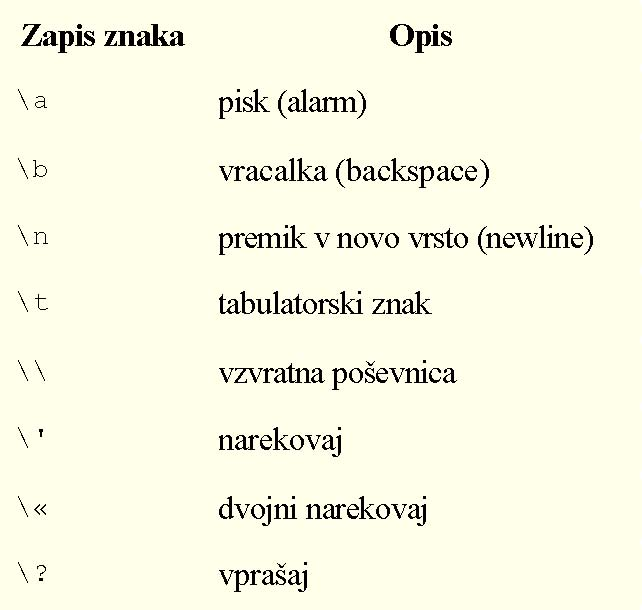 Zapis znaka Opis
\a pisk (alarm)
\b vracalka (backspace)
\n premik v novo vrsto (newline)
\t tabulatorski znak
\\ vzvratna poševnica
\' narekovaj
\« dvojni narekovaj
\? vprašaj